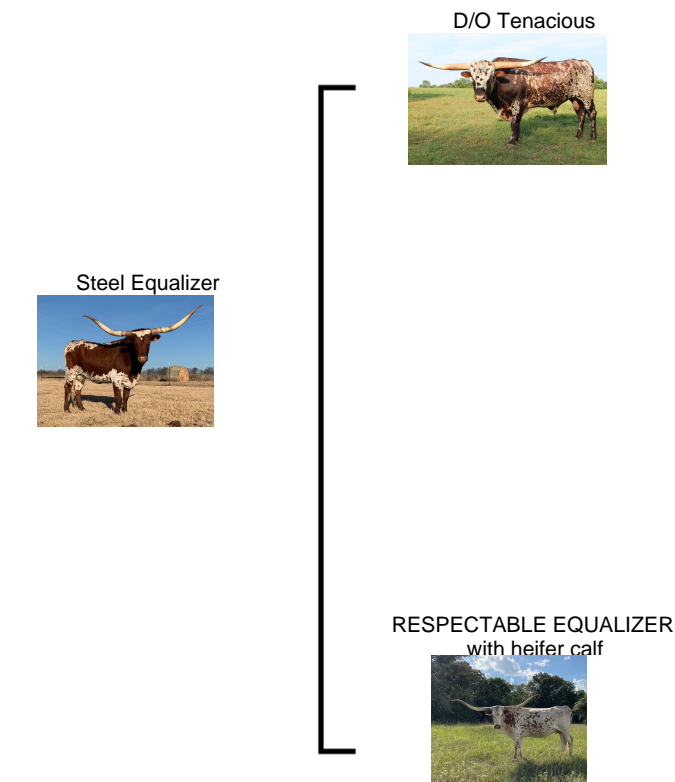 D/O Tenacious
Steel Equalizer
RESPECTABLE EQUALIZER
with heifer calf